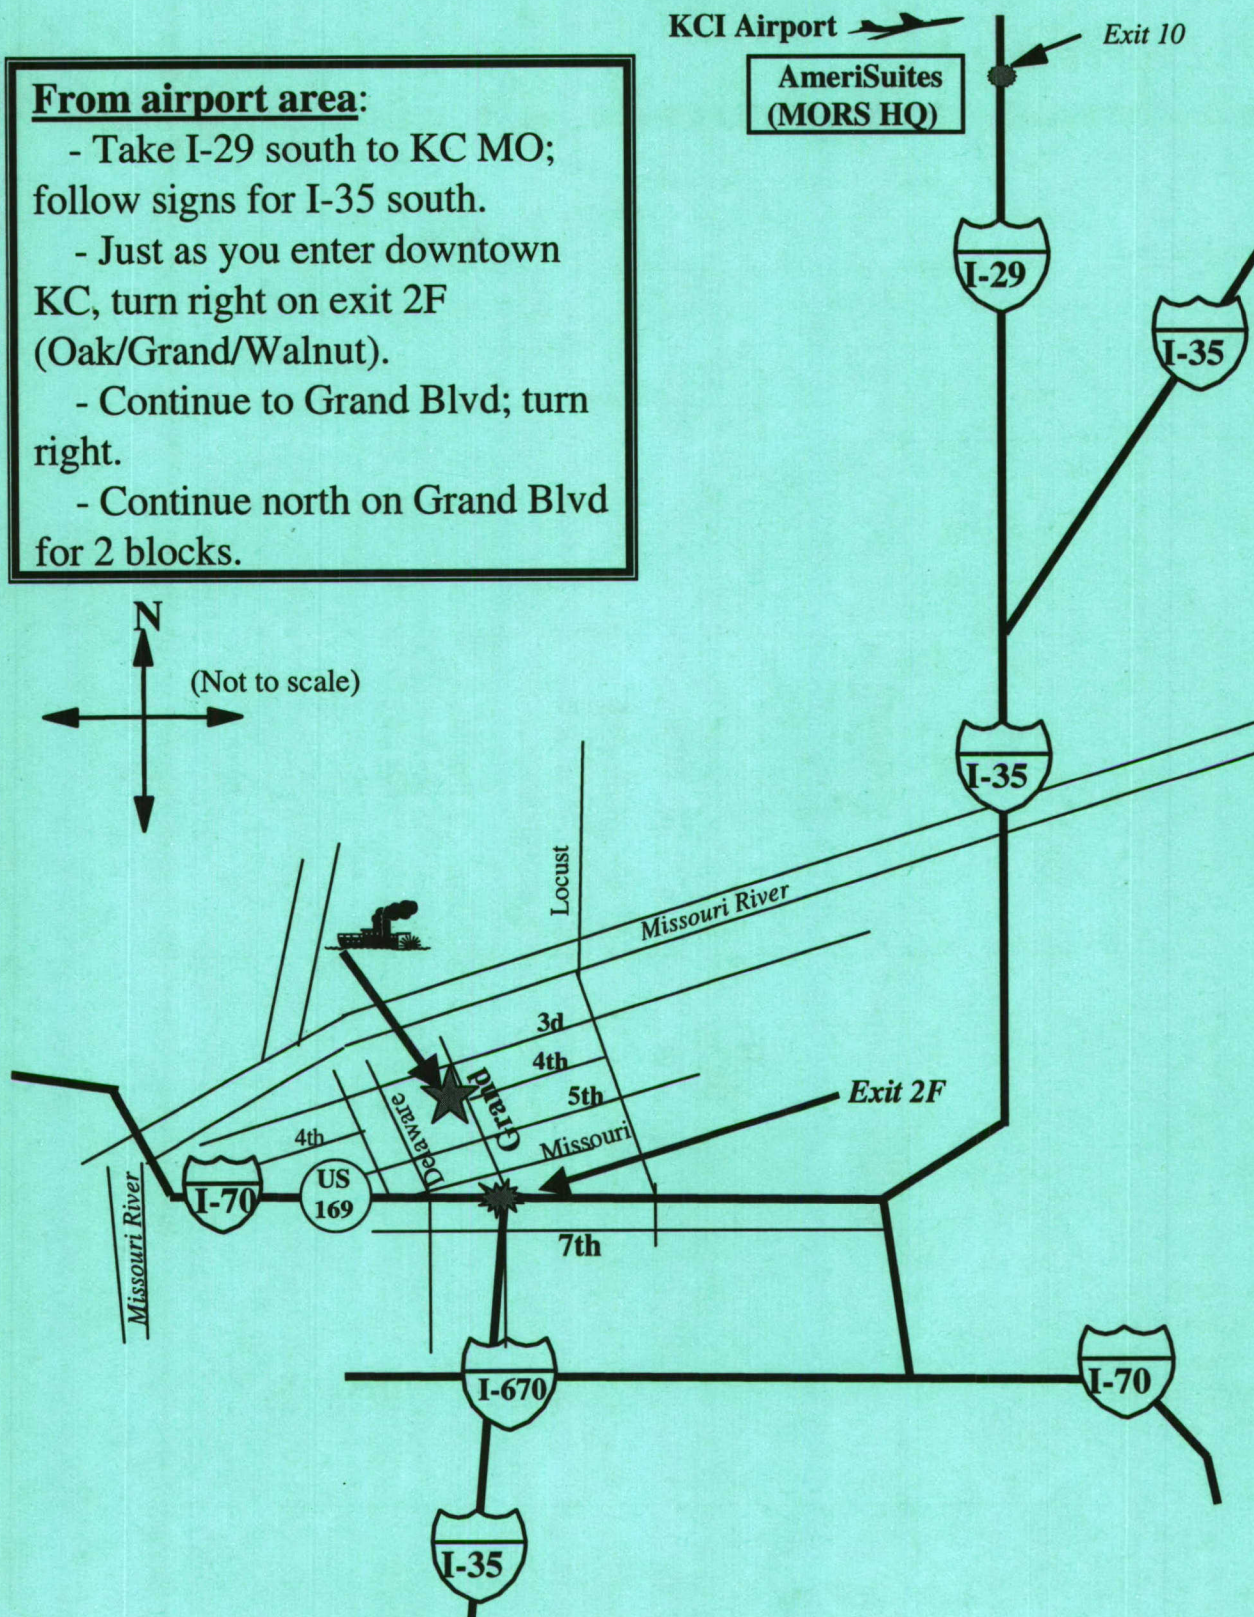 KCI Airport
Exit 10
AmeriSuites
(MORS HQ)
From airport area:
- Take I-29 south to KC MO;
follow signs for I-35 south.
- Just as you enter downtown
KC, turn right on exit 2F
(Oak/Grand/Walnut).
- Continue to Grand Blvd; turn
right.
- Continue north on Grand Blvd
for 2 blocks.
I-29
I-35
N
(Not to scale)
I-35
Locust
Missouri River
3d
4th
Grand
5th
Exit 2F
Delaware
4th
Missouri
I-70
US
169
Missouri River
7th
I-670
I-70
I-35